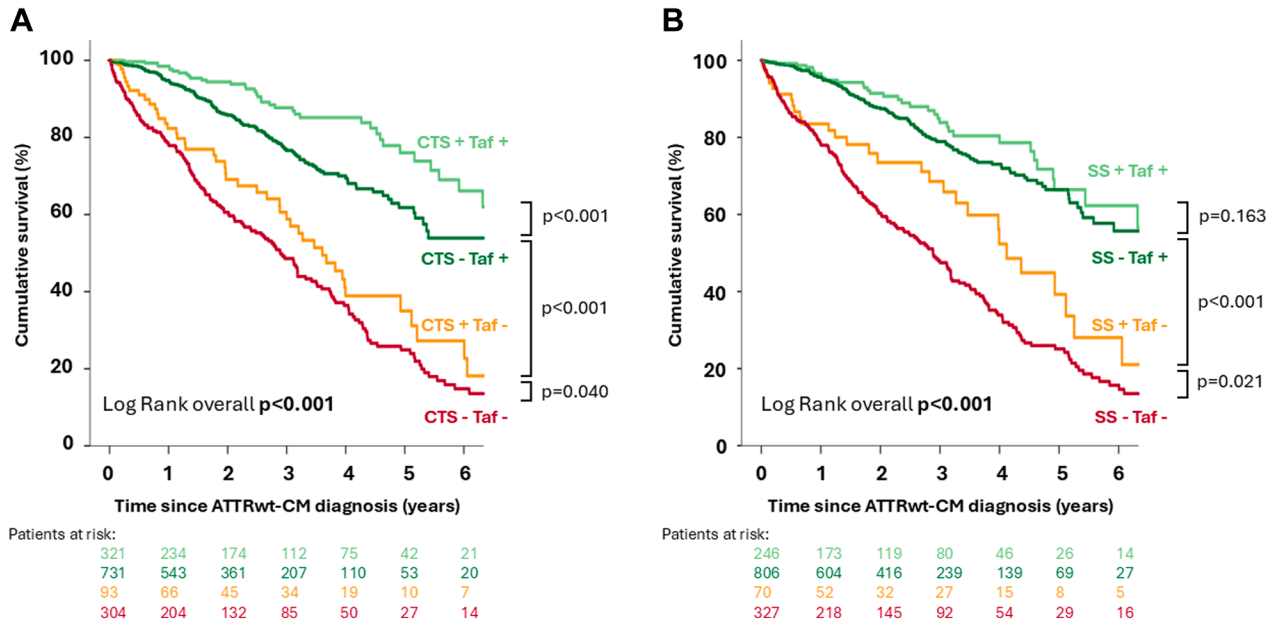 A
Cumulative survival (%)
100
80
60
40
20
0
CTS + Taf +
CTS - Taf +
CTS + Taf -
CTS - Taf -
p<0.001
p<0.001
p=0.040
Log Rank overall p<0.001
0 1 2 3 4 5 6
Time since ATTRwt-CM diagnosis (years)
Patients at risk:
321 234 174 112 75 42 21
731 543 361 207 110 53 20
93 66 45 34 19 10 7
304 204 132 85 50 27 14
B
Cumulative survival (%)
100
80
60
40
20
0
SS + Taf +
SS - Taf +
SS + Taf -
SS - Taf -
p=0.163
p<0.001
p=0.021
Log Rank overall p<0.001
0 1 2 3 4 5 6
Time since ATTRwt-CM diagnosis (years)
Patients at risk:
246 173 119 80 46 26 14
806 604 416 239 139 69 27
70 52 32 27 15 8 5
327 218 145 92 54 29 16